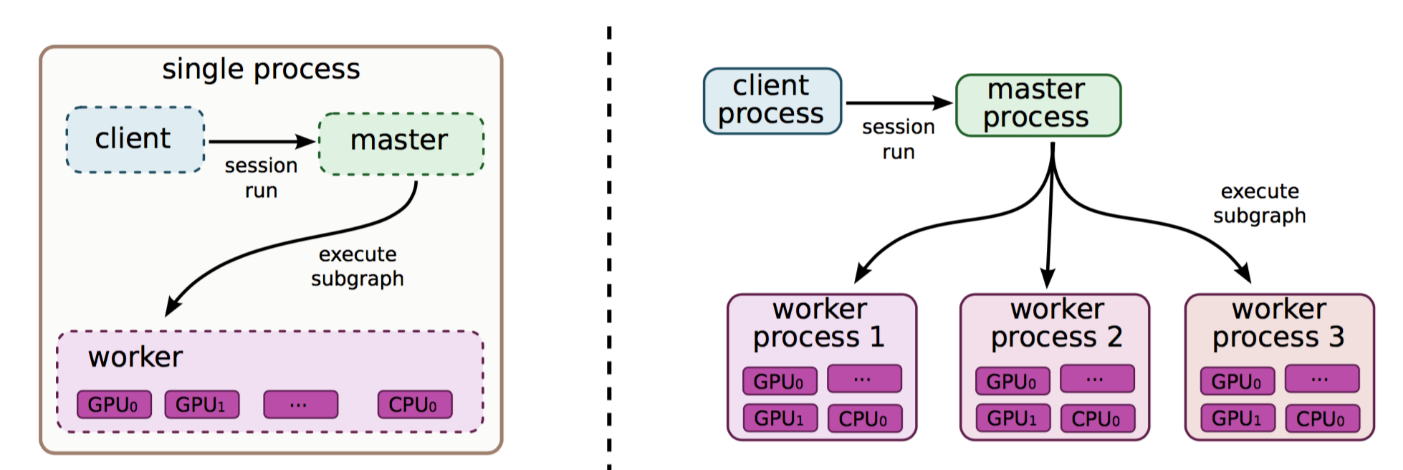 single process
client
master
session
run
execute
subgraph
worker
GPU₀
GPU₁
...
CPU₀
client
process
master
process
session
run
execute
subgraph
worker
process 1
GPU₀
...
GPU₁
CPU₀
worker
process 2
GPU₀
...
GPU₁
CPU₀
worker
process 3
GPU₀
...
GPU₁
CPU₀